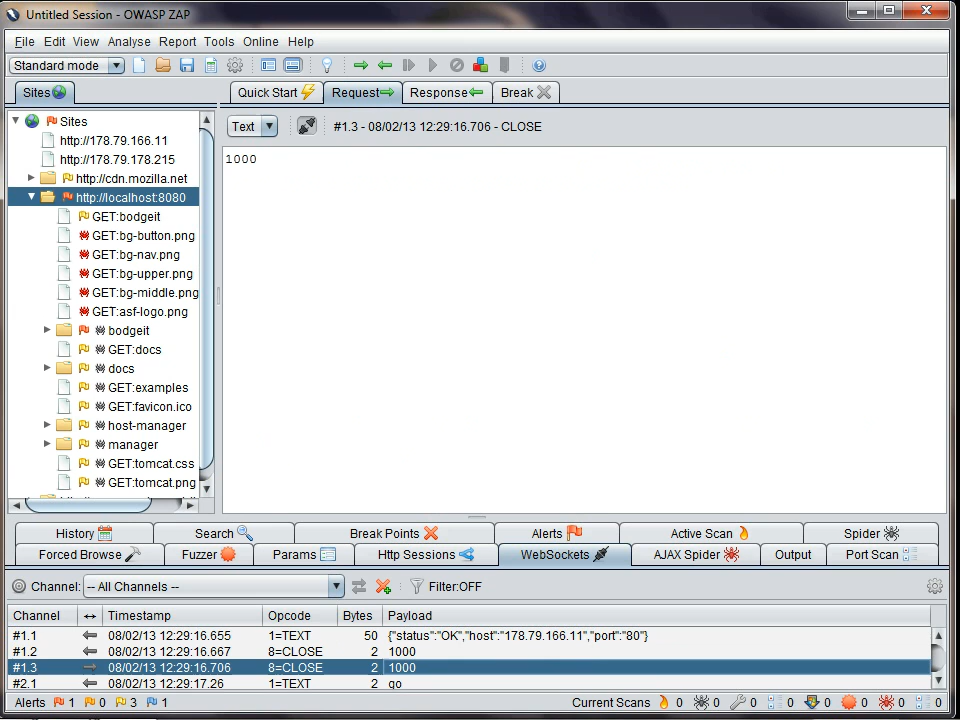 Untitled Session - OWASP ZAP
File Edit View Analyse Report Tools Online Help
Standard mode
Sites Quick Start Request Response Break
Sites
http://178.79.166.11
http://178.79.178.215
http://cdn.mozilla.net
http://localhost:8080
GET:bodgeit
GET:bg-button.png
GET:bg-nav.png
GET:bg-upper.png
GET:bg-middle.png
GET:asf-logo.png
bodgeit
GET:docs
docs
GET:examples
GET:favicon.ico
host-manager
manager
GET:tomcat.css
GET:tomcat.png
Text #1.3 - 08/02/13 12:29:16.706 - CLOSE
1000
History Search Break Points Alerts Active Scan Spider
Forced Browse Fuzzer Params Http Sessions WebSockets AJAX Spider Output Port Scan
Channel: -- All Channels -- Filter:OFF
Channel Timestamp Opcode Bytes Payload
#1.1 08/02/13 12:29:16.655 1=TEXT 50 {"status":"OK","host":"178.79.166.11","port":"80"}
#1.2 08/02/13 12:29:16.667 8=CLOSE 2 1000
#1.3 08/02/13 12:29:16.706 8=CLOSE 2 1000
#2.1 08/02/13 12:29:17.26 1=TEXT 2 go
Alerts 1 0 3 1 Current Scans 0 0 0 0 0 0 0 0